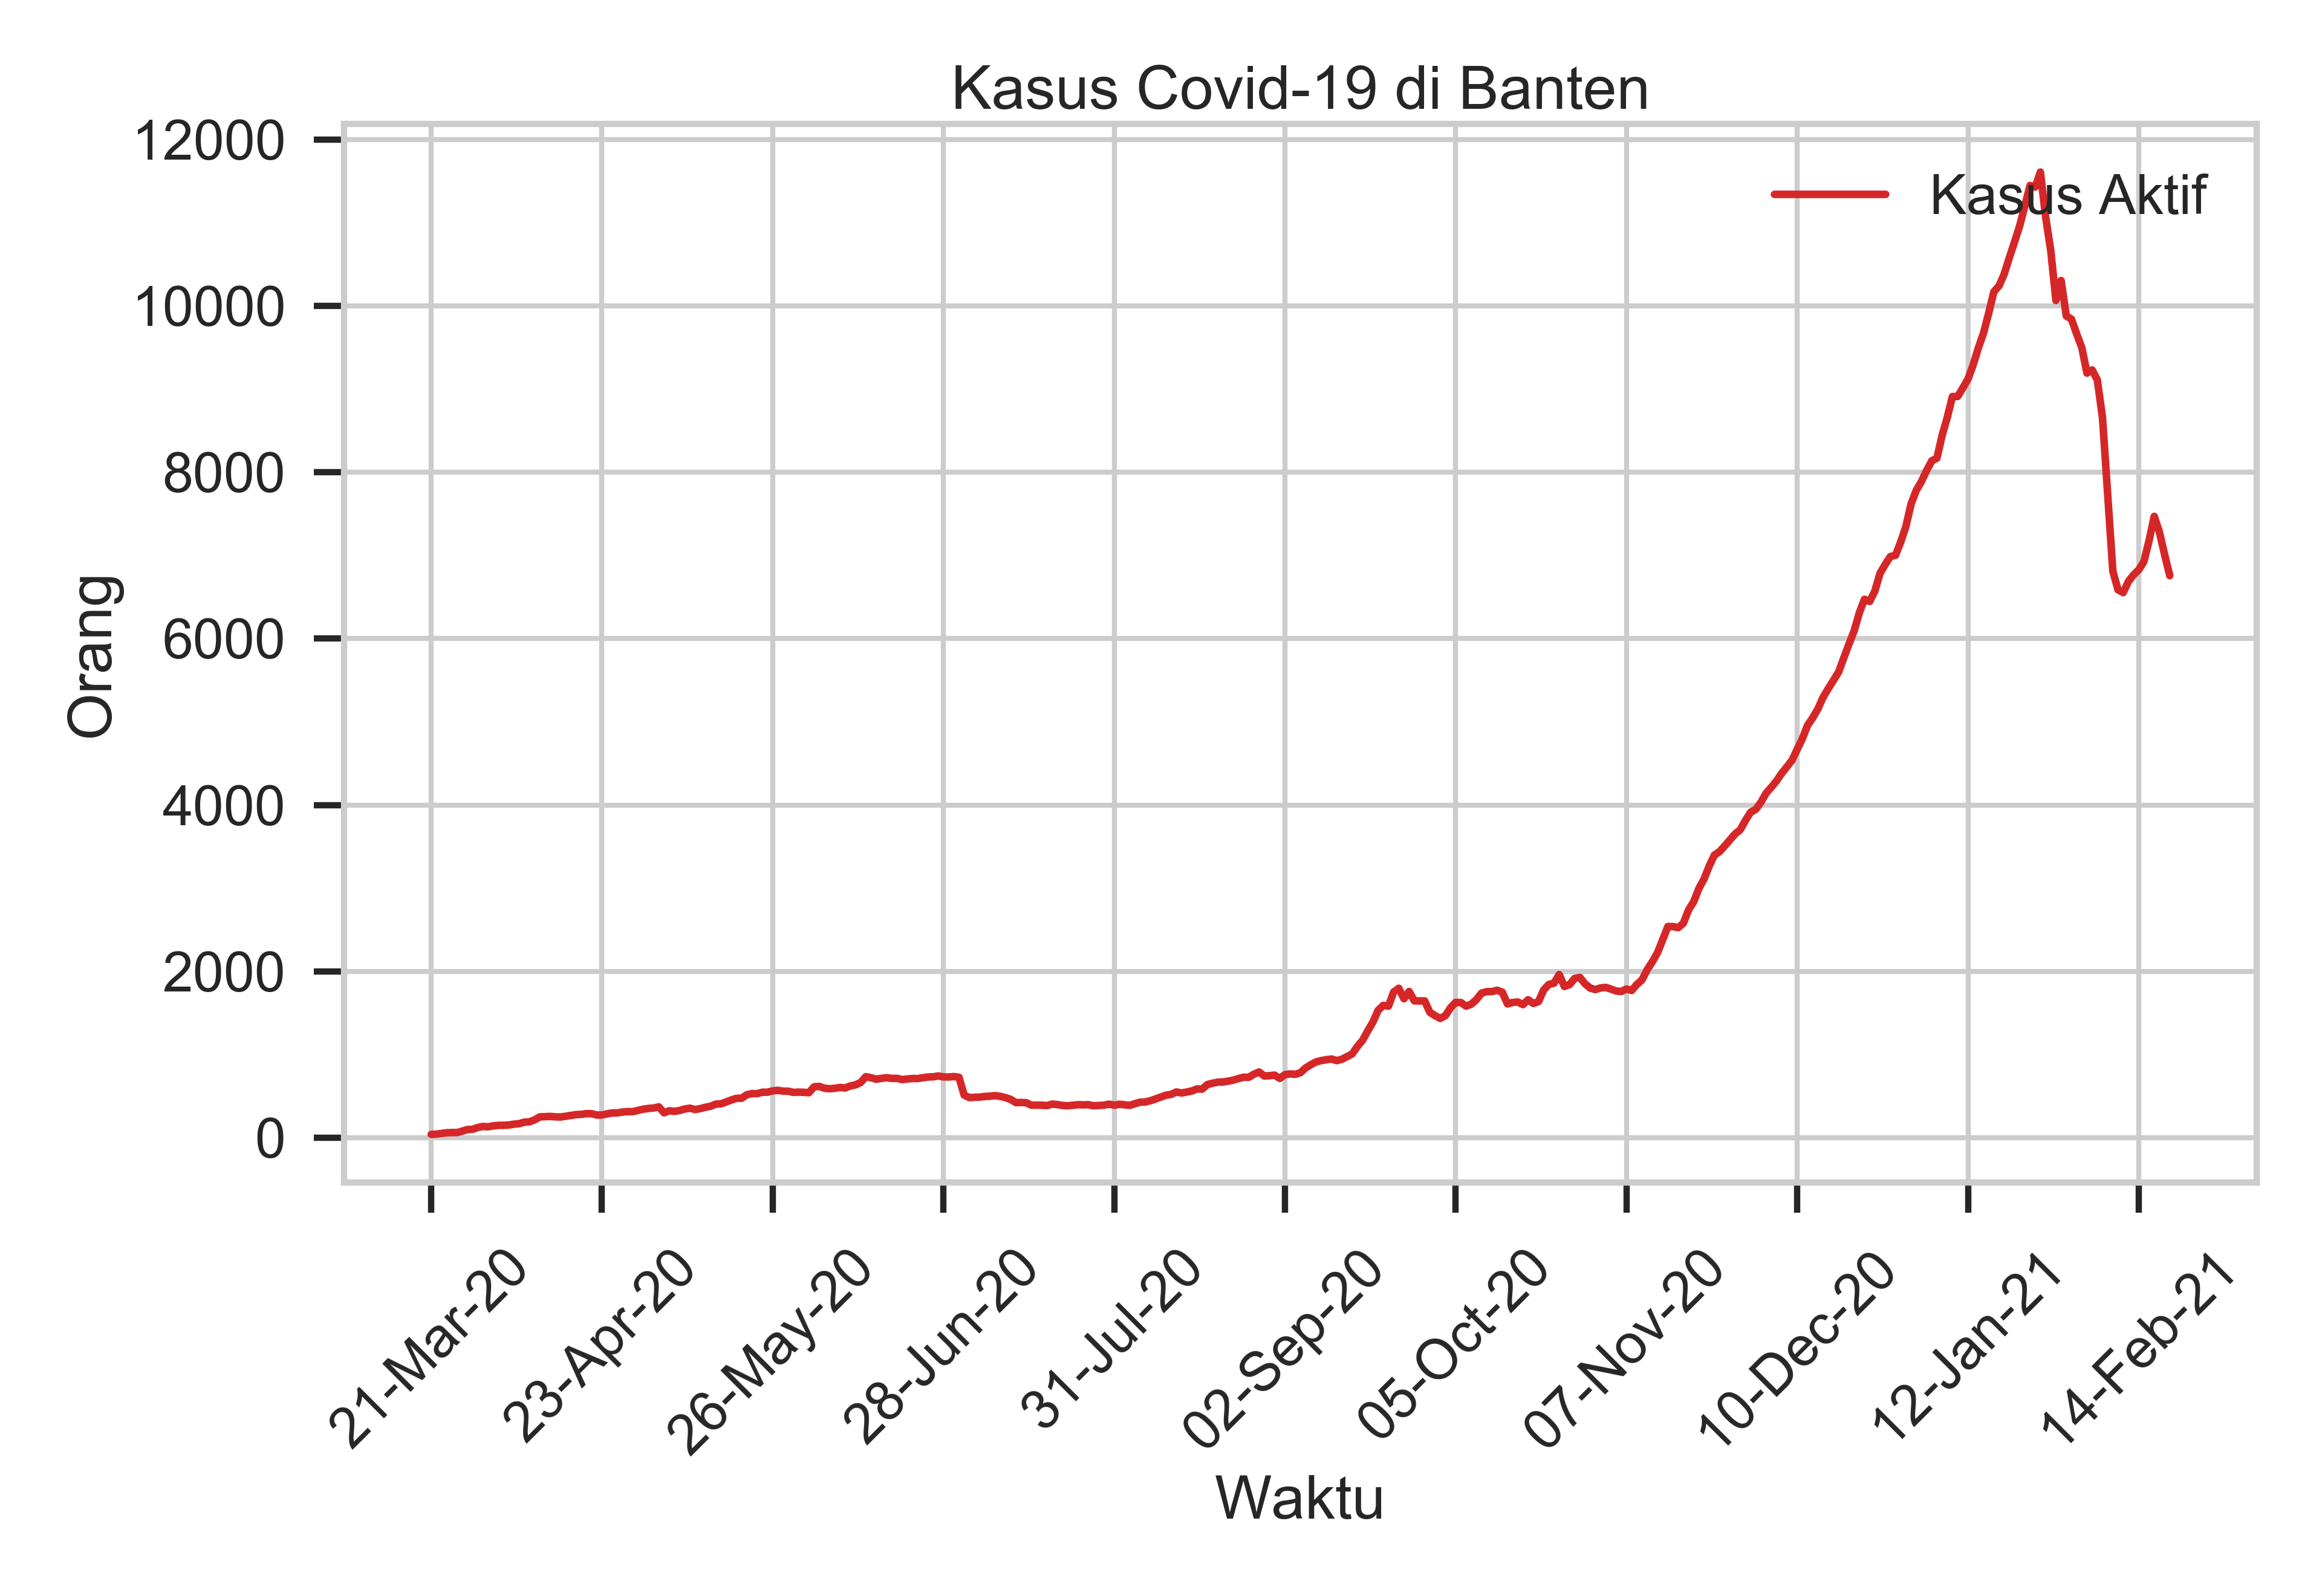 Kasus Covid-19 di Banten
Kasus Aktif
12000
10000
8000
6000
4000
2000
0
Orang
21-Mar-20
23-Apr-20
26-May-20
28-Jun-20
31-Jul-20
02-Sep-20
05-Oct-20
07-Nov-20
10-Dec-20
12-Jan-21
14-Feb-21
Waktu